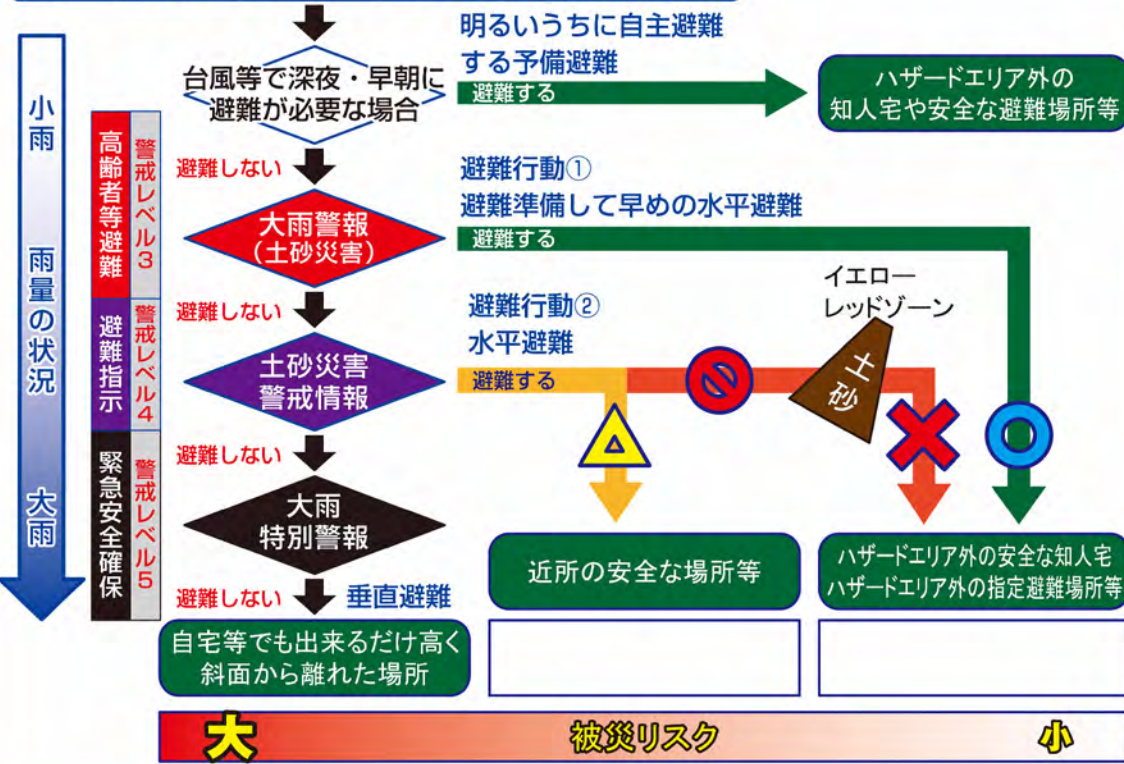 明るいうちに自主避難
する予備避難
台風等で深夜・早朝に
避難が必要な場合
避難する
ハザードエリア外の
知人宅や安全な避難場所等
小雨
雨量の状況
大雨
高齢者等避難
警戒レベル3
避難しない
避難行動①
避難準備して早めの水平避難
大雨警報
(土砂災害)
避難する
イエロー
レッドゾーン
避難指示
警戒レベル4
避難しない
避難行動②
水平避難
土砂災害
警戒情報
避難する
土砂
緊急安全確保
警戒レベル5
避難しない
大雨
特別警報
近所の安全な場所等
ハザードエリア外の安全な知人宅
ハザードエリア外の指定避難場所等
避難しない
垂直避難
自宅等でも出来るだけ高く
斜面から離れた場所
大
被災リスク
小